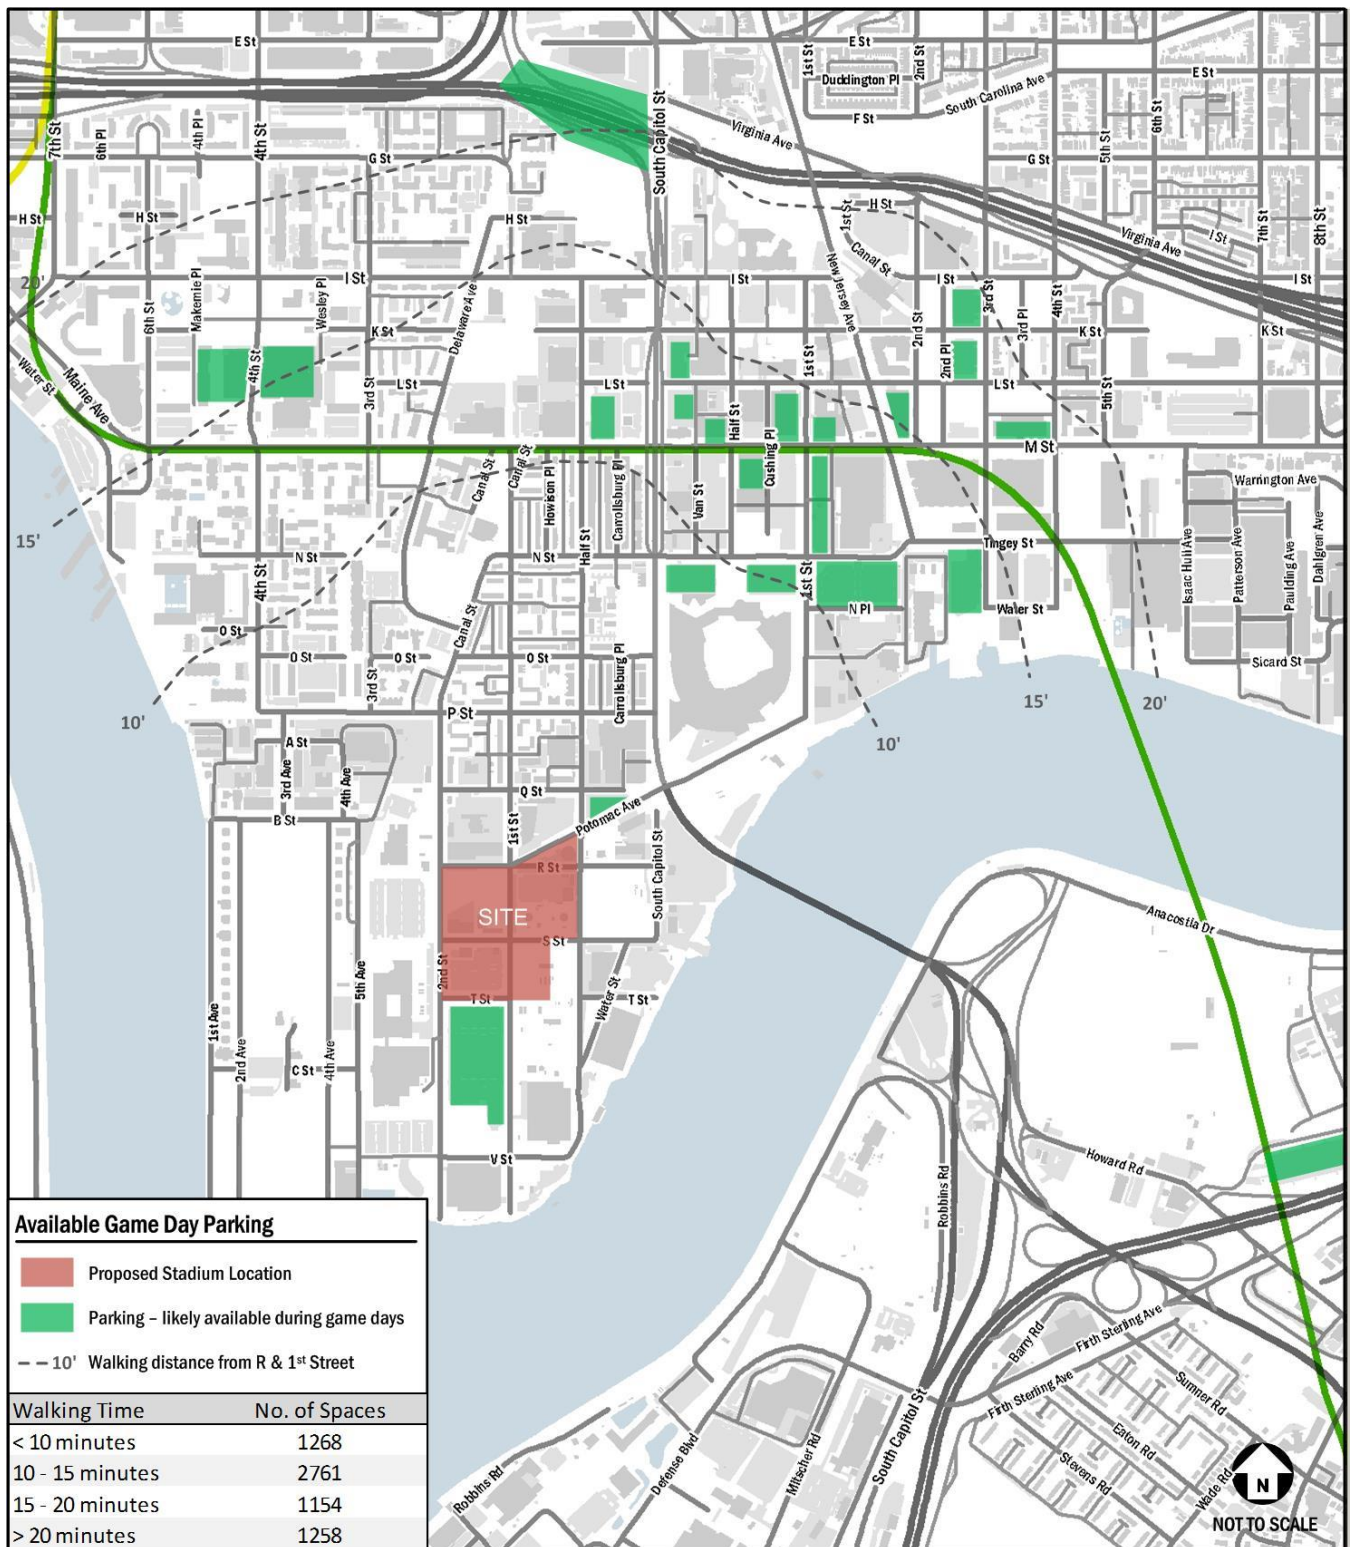 E St
E St
1st St
2nd St
Duddington Pl
South Carolina Ave
E St
F St
7th St
6th Pl
4th Pl
4th St
G St
South Capitol St
Virginia Ave
G St
5th St
6th St
H St
H St
H St
1st St
H St
Canal St
Virginia Ave
I St
7th St
8th St
20'
I St
I St
I St
I St
6th St
Makemie Pl
Wesley Pl
Delaware Ave
New Jersey Ave
2nd St
3rd St
3rd Pl
4th St
K St
K St
K St
Water St
Maine Ave
4th St
3rd St
L St
L St
1st St
2nd Pl
L St
5th St
Half St
Cushing Pl
M St
Canal St
Canal St
Howison Pl
Half St
Carrollsburg Pl
Van St
Warrington Ave
15'
N St
4th St
N St
1st St
Tingey St
Isaac Hull Ave
Patterson Ave
Paulding Ave
Dahlgren Ave
N Pl
Water St
O St
Canal St
O St
O St
O St
3rd St
Carrollsburg Pl
Sicard St
10'
P St
15'
20'
10'
A St
3rd Ave
4th Ave
B St
Q St
1st St
Potomac Ave
R St
South Capitol St
SITE
S St
Anacostia Dr
2nd St
5th Ave
T St
Water St
T St
1st Ave
2nd Ave
C St
4th Ave
V St
Howard Rd
Robbins Rd
Available Game Day Parking
Proposed Stadium Location
Parking – likely available during game days
10' Walking distance from R & 1st Street
Walking Time No. of Spaces
< 10 minutes 1268
10 - 15 minutes 2761
15 - 20 minutes 1154
> 20 minutes 1258
Barry Rd
Firth Sterling Ave
Firth Sterling Ave
Sumner Rd
South Capitol St
Eaton Rd
Stevens Rd
Wade Rd
Robbins Rd
Defense Blvd
Mitscher Rd
N
NOT TO SCALE